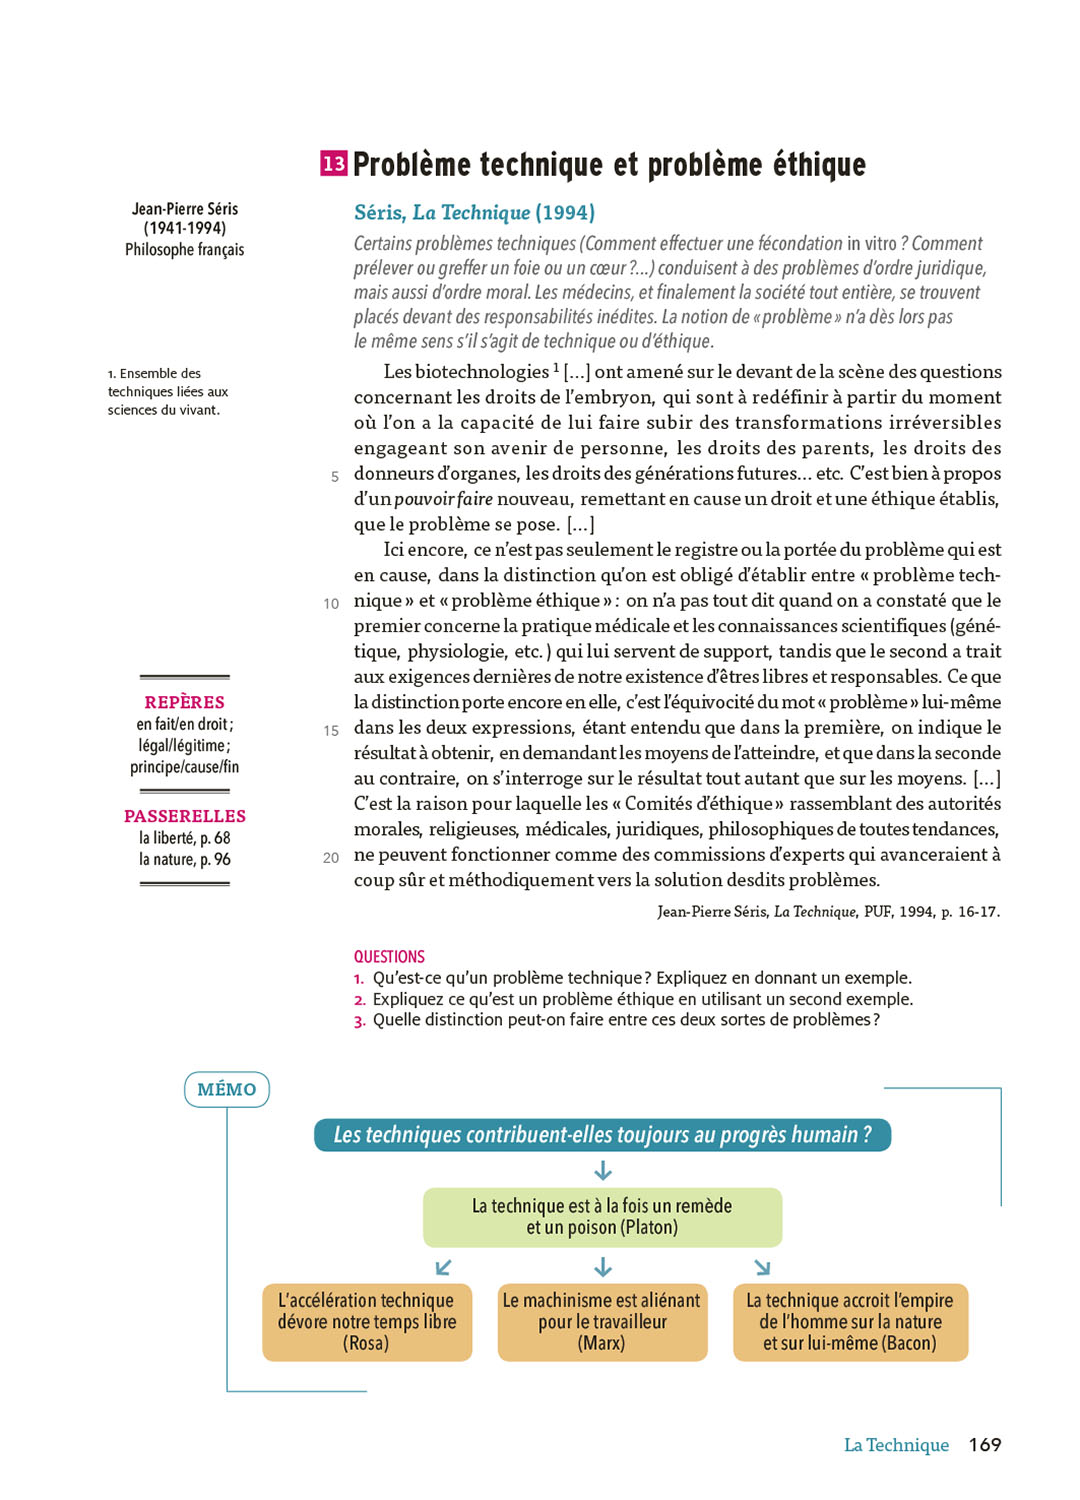 13 Problème technique et problème éthique
Jean-Pierre Séris
(1941-1994)
Philosophe français
Séris, La Technique (1994)
Certains problèmes techniques (Comment effectuer une fécondation in vitro ? Comment
prélever ou greffer un foie ou un cœur ?...) conduisent à des problèmes d’ordre juridique,
mais aussi d’ordre moral. Les médecins, et finalement la société tout entière, se trouvent
placés devant des responsabilités inédites. La notion de « problème » n’a dès lors pas
le même sens s’il s’agit de technique ou d’éthique.
1. Ensemble des
techniques liées aux
sciences du vivant.
Les biotechnologies 1 [...] ont amené sur le devant de la scène des questions
concernant les droits de l’embryon, qui sont à redéfinir à partir du moment
où l’on a la capacité de lui faire subir des transformations irréversibles
engageant son avenir de personne, les droits des parents, les droits des
5 donneurs d’organes, les droits des générations futures... etc. C’est bien à propos
d’un pouvoir faire nouveau, remettant en cause un droit et une éthique établis,
que le problème se pose. [...]
Ici encore, ce n’est pas seulement le registre ou la portée du problème qui est
en cause, dans la distinction qu’on est obligé d’établir entre « problème tech-
10 nique » et « problème éthique » : on n’a pas tout dit quand on a constaté que le
premier concerne la pratique médicale et les connaissances scientifiques (géné-
tique, physiologie, etc.) qui lui servent de support, tandis que le second a trait
aux exigences dernières de notre existence d’êtres libres et responsables. Ce que
la distinction porte encore en elle, c’est l’équivocité du mot « problème » lui-même
15 dans les deux expressions, étant entendu que dans la première, on indique le
résultat à obtenir, en demandant les moyens de l’atteindre, et que dans la seconde
au contraire, on s’interroge sur le résultat tout autant que sur les moyens. [...]
C’est la raison pour laquelle les « Comités d’éthique » rassemblant des autorités
morales, religieuses, médicales, juridiques, philosophiques de toutes tendances,
20 ne peuvent fonctionner comme des commissions d’experts qui avanceraient à
coup sûr et méthodiquement vers la solution desdits problèmes.
Jean-Pierre Séris, La Technique, PUF, 1994, p. 16-17.
REPÈRES
en fait/en droit ;
légal/légitime ;
principe/cause/fin
PASSERELLES
la liberté, p. 68
la nature, p. 96
QUESTIONS
1. Qu’est-ce qu’un problème technique ? Expliquez en donnant un exemple.
2. Expliquez ce qu’est un problème éthique en utilisant un second exemple.
3. Quelle distinction peut-on faire entre ces deux sortes de problèmes ?
MÉMO
Les techniques contribuent-elles toujours au progrès humain ?
La technique est à la fois un remède
et un poison (Platon)
L’accélération technique
dévore notre temps libre
(Rosa)
Le machinisme est aliénant
pour le travailleur
(Marx)
La technique accroit l’empire
de l’homme sur la nature
et sur lui-même (Bacon)
La Technique 169